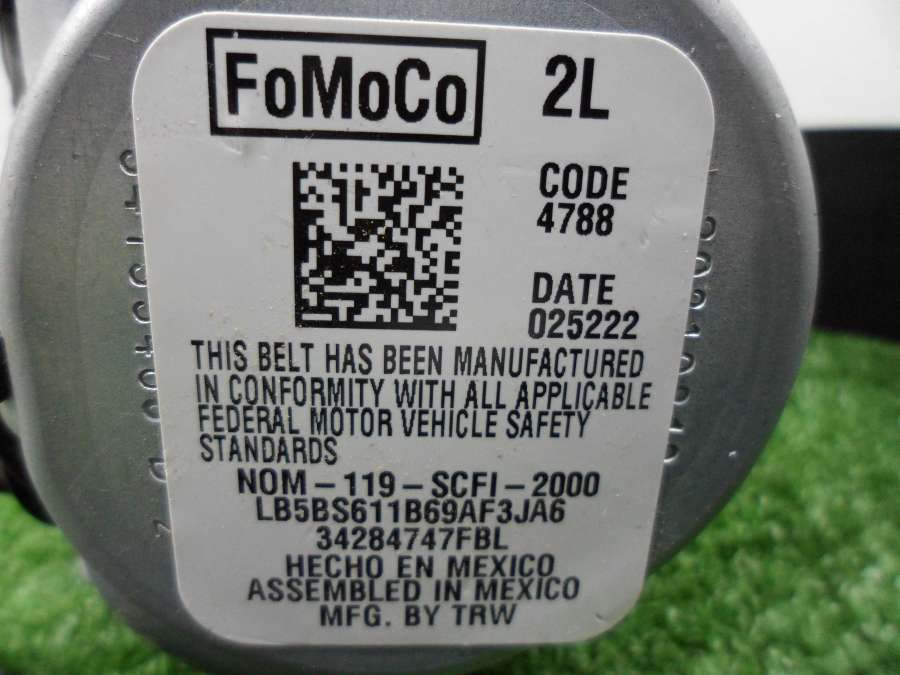 FoMoCo
2L
CODE
4788
DATE
025222
THIS BELT HAS BEEN MANUFACTURED
IN CONFORMITY WITH ALL APPLICABLE
FEDERAL MOTOR VEHICLE SAFETY
STANDARDS
NOM-119-SCFI-2000
LB5BS611B69AF3JA6
34284747FBL
HECHO EN MEXICO
ASSEMBLED IN MEXICO
MFG. BY TRW